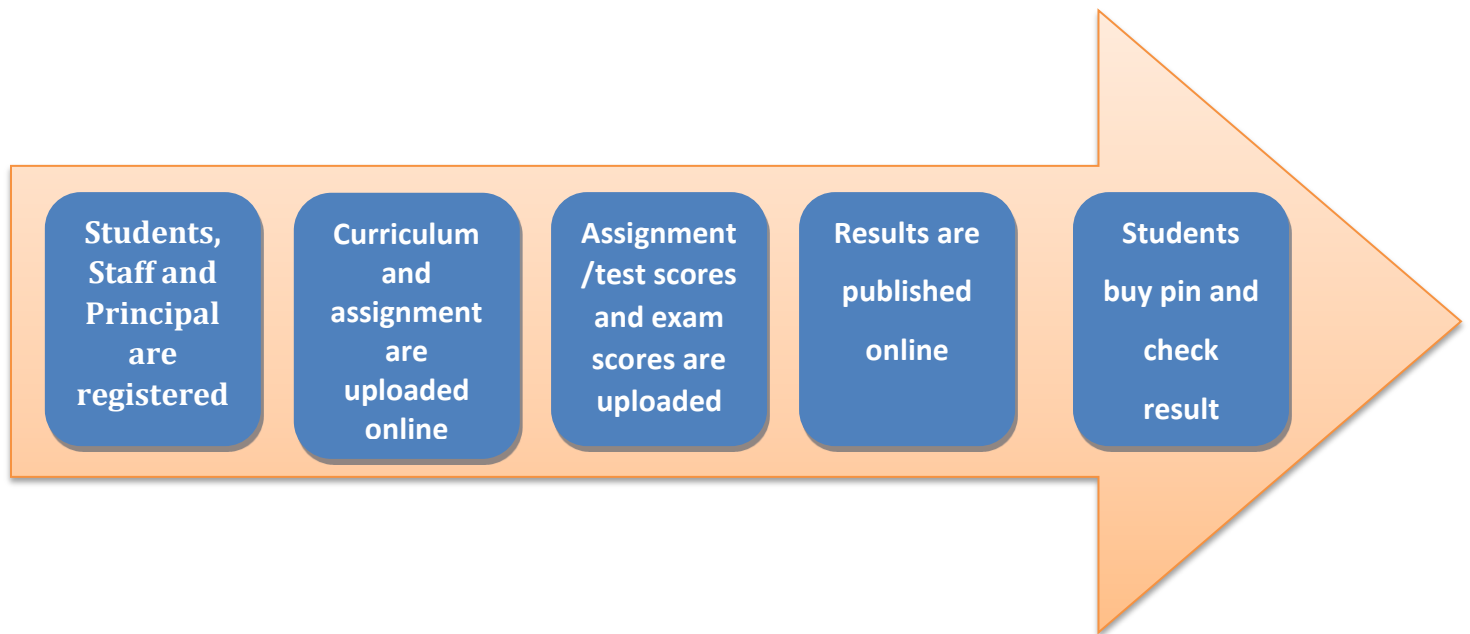 Students,
Staff and
Principal
are
registered
Curriculum
and
assignment
are
uploaded
online
Assignment
/test scores
and exam
scores are
uploaded
Results are
published
online
Students
buy pin and
check
result